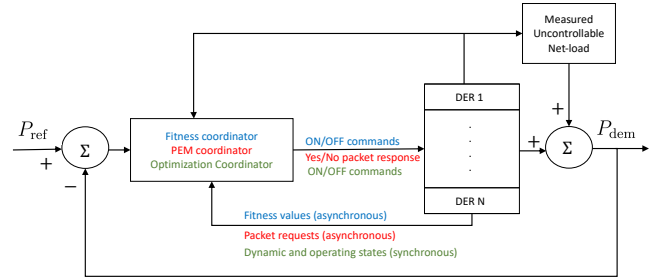 Measured
Uncontrollable
Net-load
DER 1
P_ref
+
−
Σ
Fitness coordinator
PEM coordinator
Optimization Coordinator
ON/OFF commands
Yes/No packet response
ON/OFF commands
.
.
.
.
DER N
+
+
Σ
P_dem
Fitness values (asynchronous)
Packet requests (asynchronous)
Dynamic and operating states (synchronous)